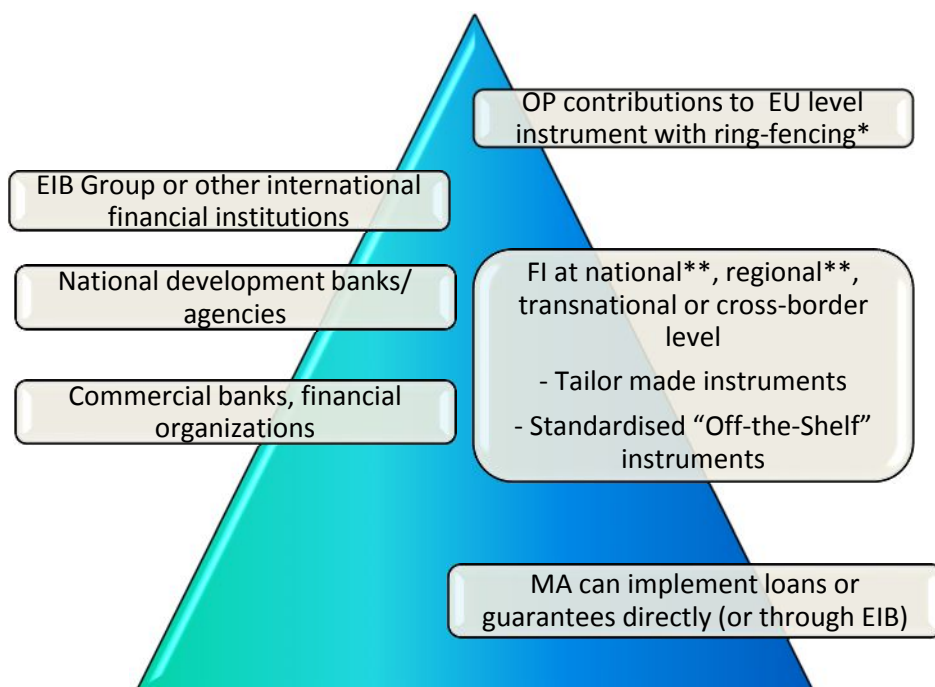 OP contributions to EU level
instrument with ring-fencing*
EIB Group or other international
financial institutions
National development banks/
agencies
Commercial banks, financial
organizations
FI at national**, regional**,
transnational or cross-border
level
- Tailor made instruments
- Standardised “Off-the-Shelf”
instruments
MA can implement loans or
guarantees directly (or through EIB)